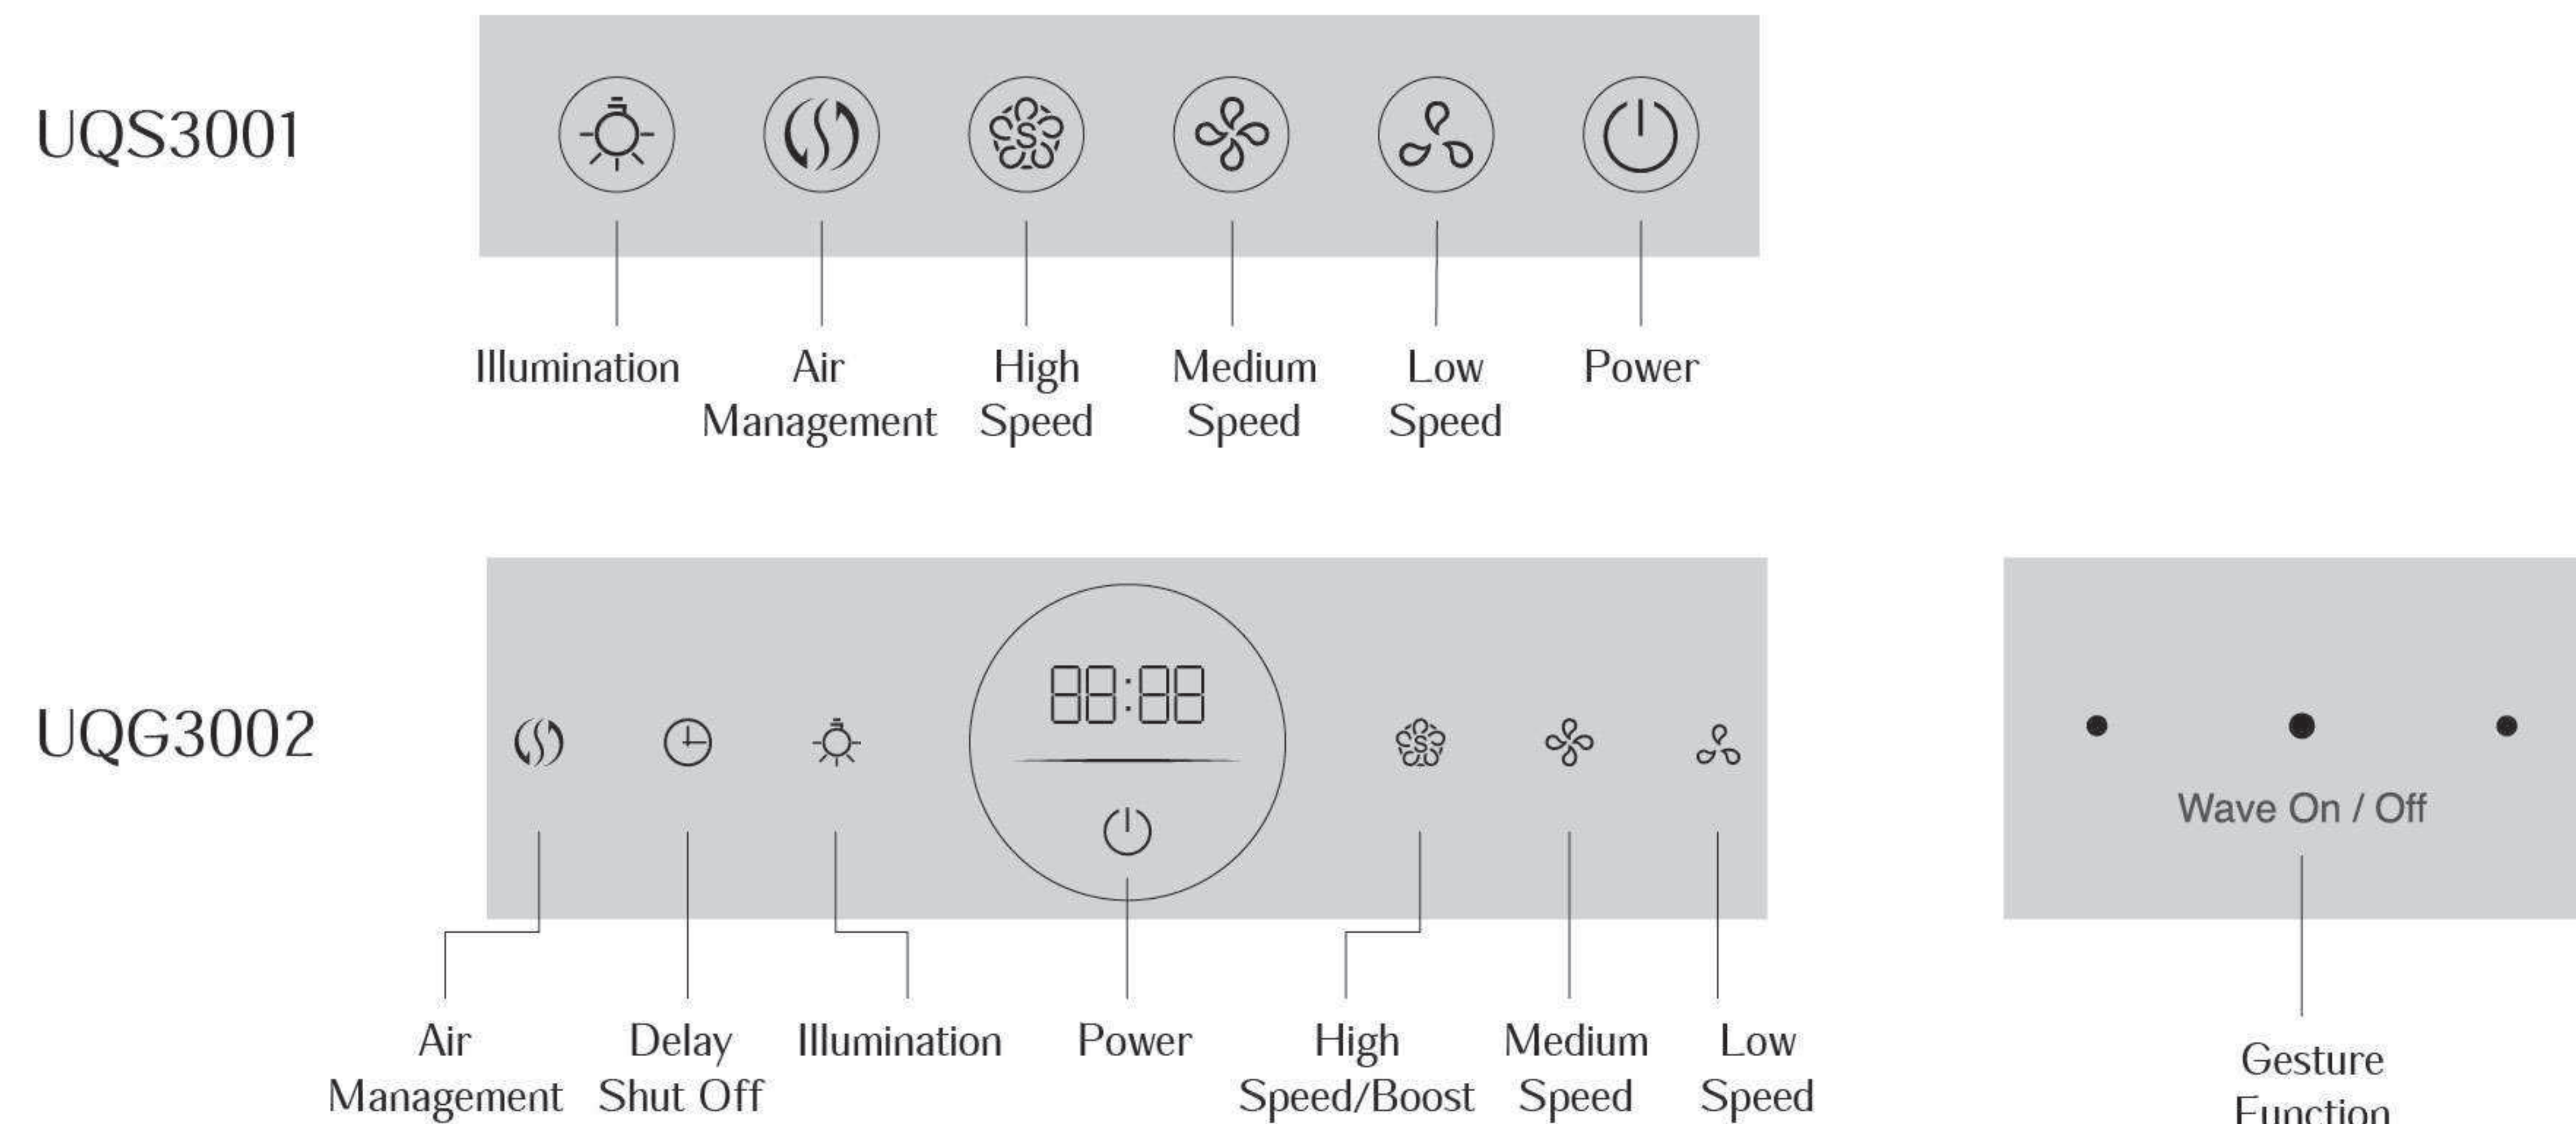 UQS3001
Illumination
Air
Management
High
Speed
Medium
Speed
Low
Speed
Power
UQG3002
88:88
Wave On / Off
Air
Management
Delay
Shut Off
Illumination
Power
High
Speed/Boost
Medium
Speed
Low
Speed
Gesture
Function